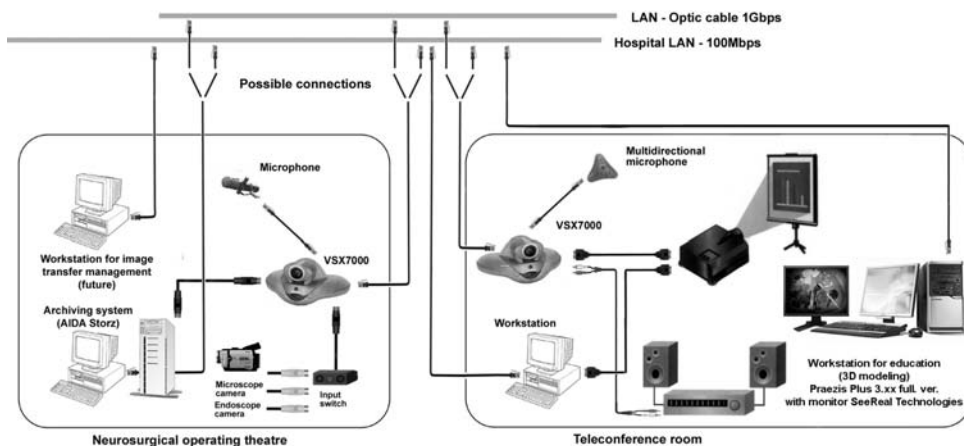 LAN - Optic cable 1Gbps
Hospital LAN - 100Mbps
Possible connections
Microphone
VSX7000
Workstation for image
transfer management
(future)
Archiving system
(AIDA Storz)
Microscope
camera
Endoscope
camera
Input
switch
Neurosurgical operating theatre
Multidirectional
microphone
VSX7000
Workstation
Workstation for education
(3D modeling)
Praezis Plus 3.xx full. ver.
with monitor SeeReal Technologies
Teleconference room